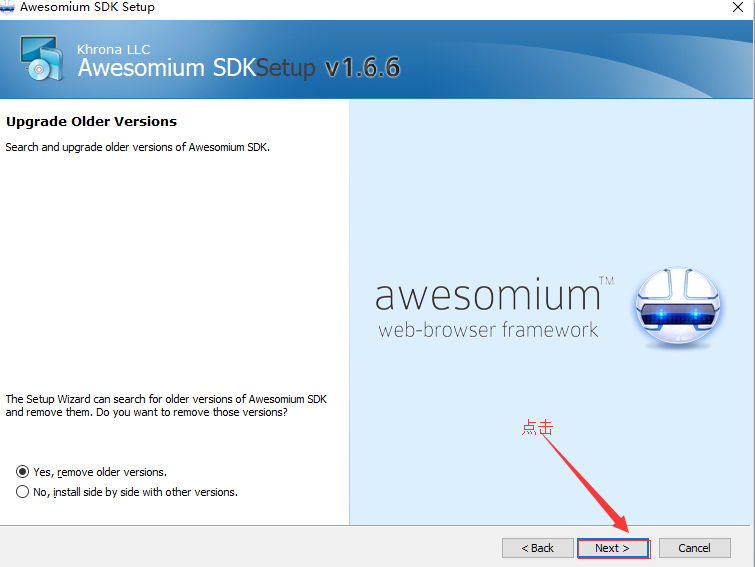 Awesomium SDK Setup
Khrona LLC
Awesomium SDKSetup v1.6.6
Upgrade Older Versions
Search and upgrade older versions of Awesomium SDK.
awesomium™
web-browser framework
The Setup Wizard can search for older versions of Awesomium SDK
and remove them. Do you want to remove those versions?
点击
Yes, remove older versions.
No, install side by side with other versions.
< Back
Next >
Cancel